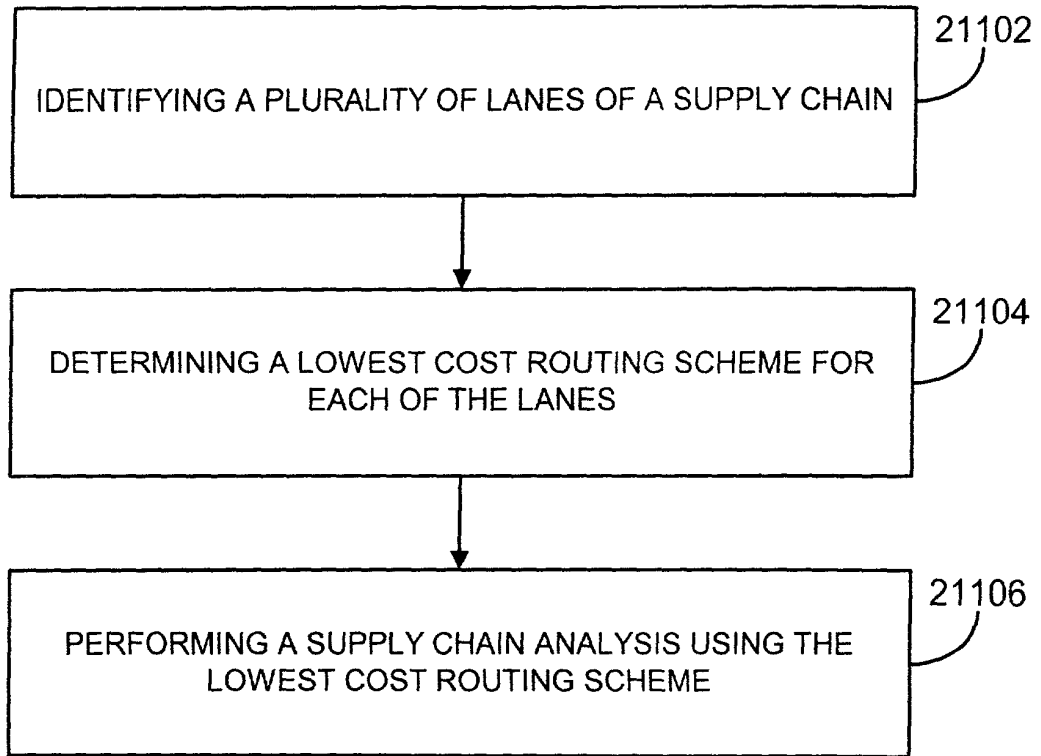 21102
IDENTIFYING A PLURALITY OF LANES OF A SUPPLY CHAIN
21104
DETERMINING A LOWEST COST ROUTING SCHEME FOR
EACH OF THE LANES
21106
PERFORMING A SUPPLY CHAIN ANALYSIS USING THE
LOWEST COST ROUTING SCHEME